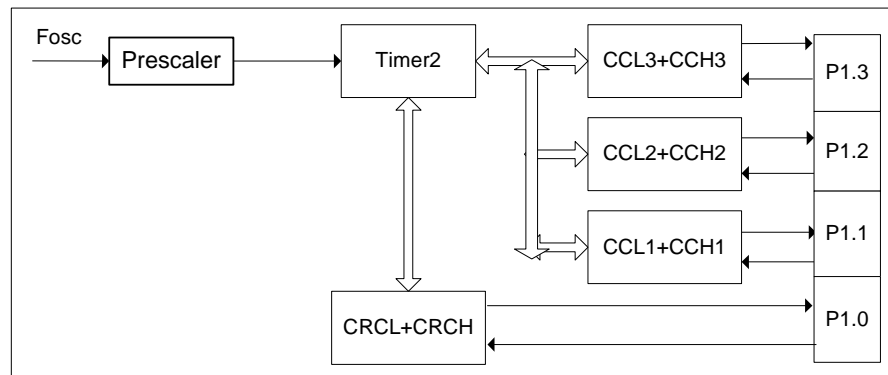 Fosc
Prescaler
Timer2
CCL3+CCH3
P1.3
CCL2+CCH2
P1.2
CCL1+CCH1
P1.1
CRCL+CRCH
P1.0